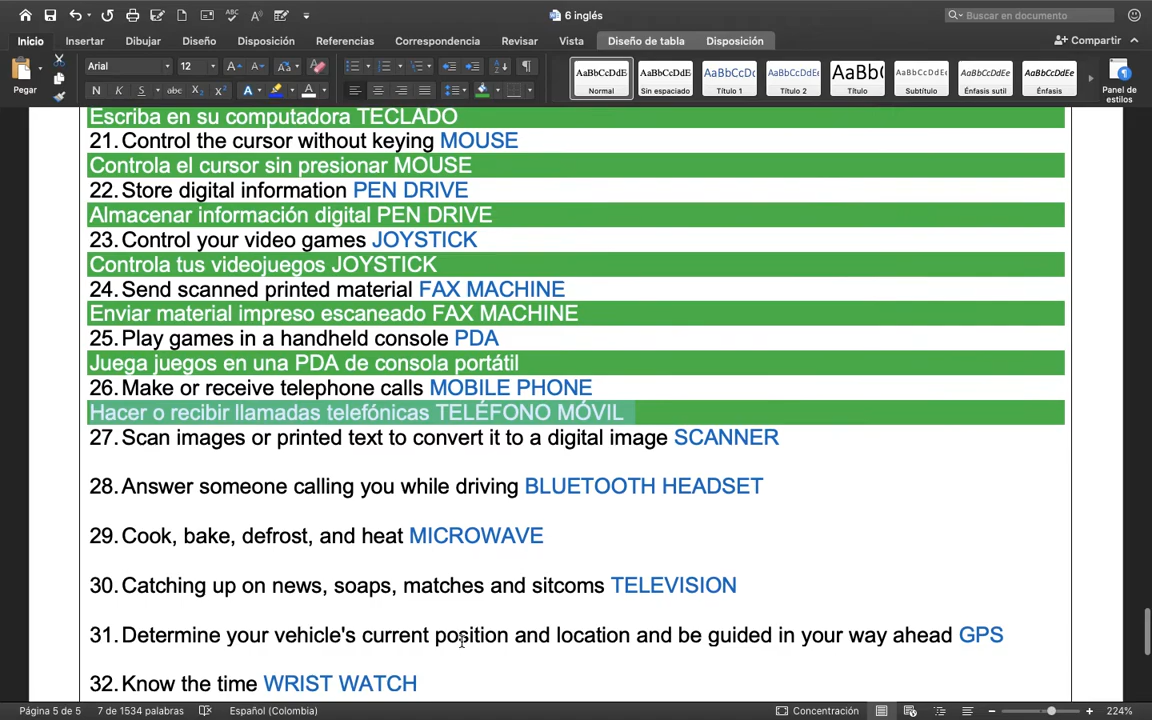 6 inglés
Buscar en documento
Inicio Insertar Dibujar Diseño Disposición Referencias Correspondencia Revisar Vista Diseño de tabla Disposición Compartir
Pegar Arial 12
N K S abc X₂ X² A A
AaBbCcDdE AaBbCcDdE AaBbCcDc AaBbCcDdEe AaBb( AaBbCcDdE AaBbCcDdEe AaBbCcDdEe
Normal Sin espaciado Título 1 Título 2 Título Subtítulo Énfasis sutil Énfasis Panel de estilos
Escriba en su computadora TECLADO
21. Control the cursor without keying MOUSE
Controla el cursor sin presionar MOUSE
22. Store digital information PEN DRIVE
Almacenar información digital PEN DRIVE
23. Control your video games JOYSTICK
Controla tus videojuegos JOYSTICK
24. Send scanned printed material FAX MACHINE
Enviar material impreso escaneado FAX MACHINE
25. Play games in a handheld console PDA
Juega juegos en una PDA de consola portátil
26. Make or receive telephone calls MOBILE PHONE
Hacer o recibir llamadas telefónicas TELÉFONO MÓVIL
27. Scan images or printed text to convert it to a digital image SCANNER
28. Answer someone calling you while driving BLUETOOTH HEADSET
29. Cook, bake, defrost, and heat MICROWAVE
30. Catching up on news, soaps, matches and sitcoms TELEVISION
31. Determine your vehicle's current position and location and be guided in your way ahead GPS
32. Know the time WRIST WATCH
Página 5 de 5 7 de 1534 palabras Español (Colombia) Concentración 224%